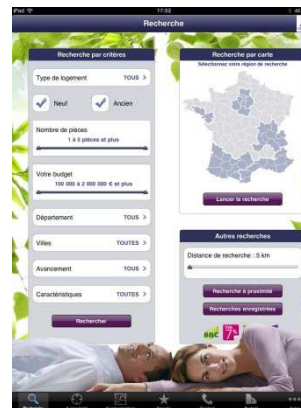 iPad
17:53
Recherche
Recherche par critères
Type de logement TOUS >
Neuf
Ancien
Nombre de pièces
1 à 5 pièces et plus
Votre budget
100 000 à 2 000 000 € et plus
Département TOUS >
Villes TOUTES >
Avancement TOUS >
Caractéristiques TOUTES >
Rechercher
Recherche par carte
Sélectionnez votre région de recherche
Lancer la recherche
Autres recherches
Distance de recherche : 5 km
Recherche à proximité
Recherches enregistrées
BBC